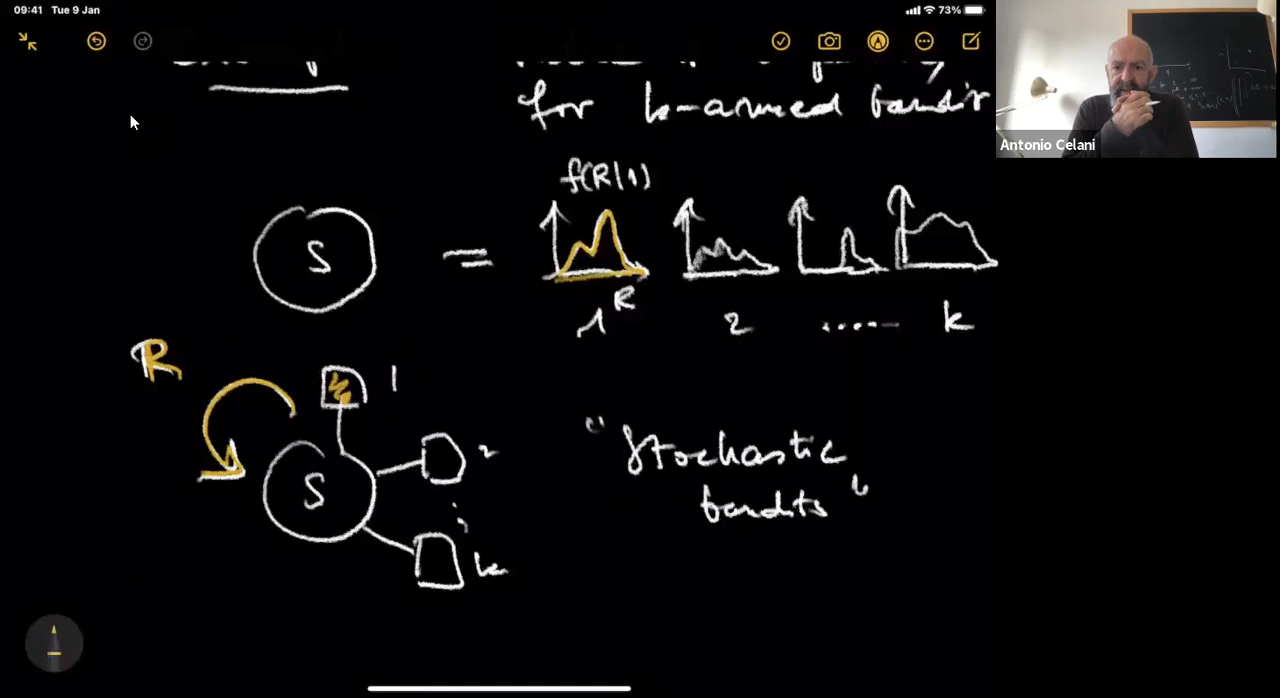 09:41 Tue 9 Jan 73%
for k-armed bandit
Antonio Celani
f(R|1)
S =
R
1 2 ..... k
R
1
2
S
k
"Stochastic
bandits"